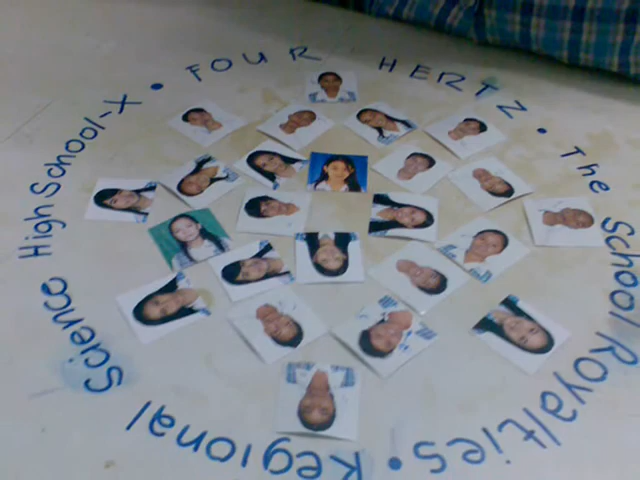 • FOUR HERTZ • The School Royalties • Regional Science High School-X